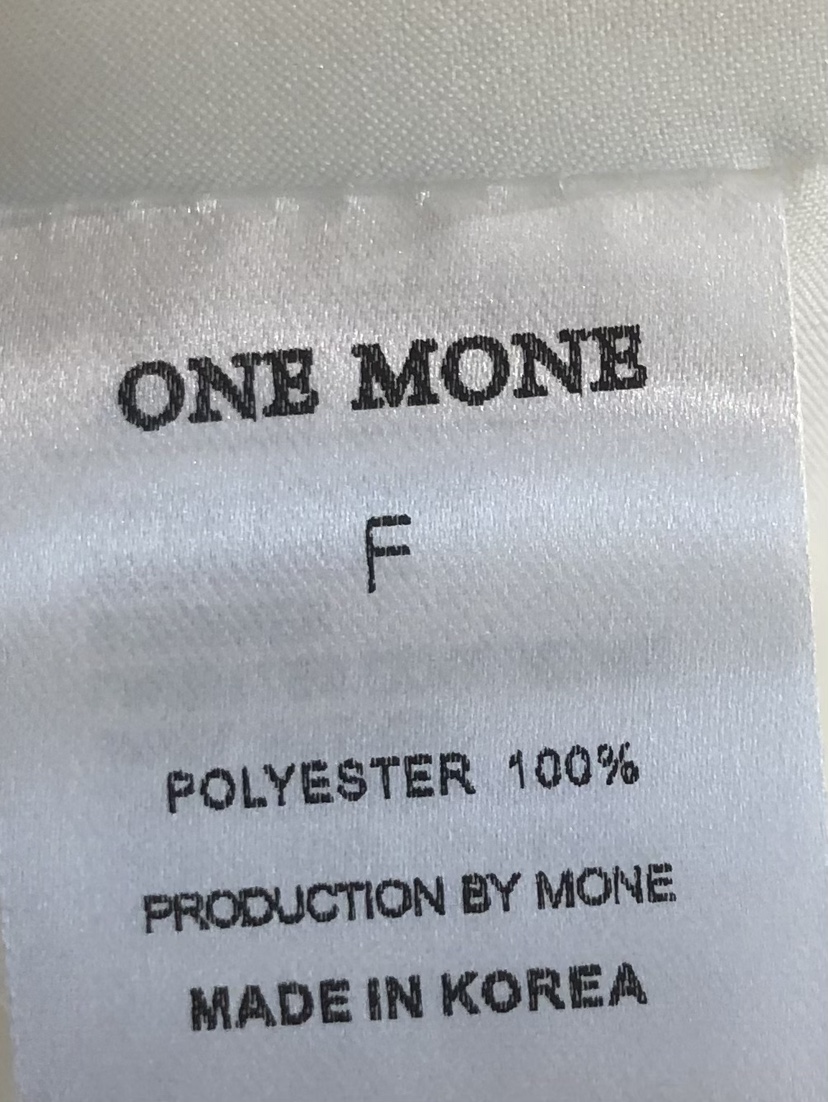 ONE MONE
F
POLYESTER 100%
PRODUCTION BY MONE
MADE IN KOREA